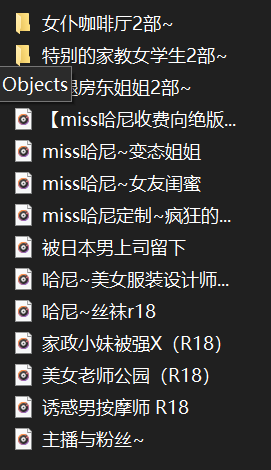 女仆咖啡厅2部~
特别的家教女学生2部~
Objects
房东姐姐2部~
【miss哈尼收费向绝版...
miss哈尼~变态姐姐
miss哈尼~女友闺蜜
miss哈尼定制~疯狂的...
被日本男上司留下
哈尼~美女服装设计师...
哈尼~丝袜r18
家政小妹被强X（R18）
美女老师公园（R18）
诱惑男按摩师 R18
主播与粉丝~